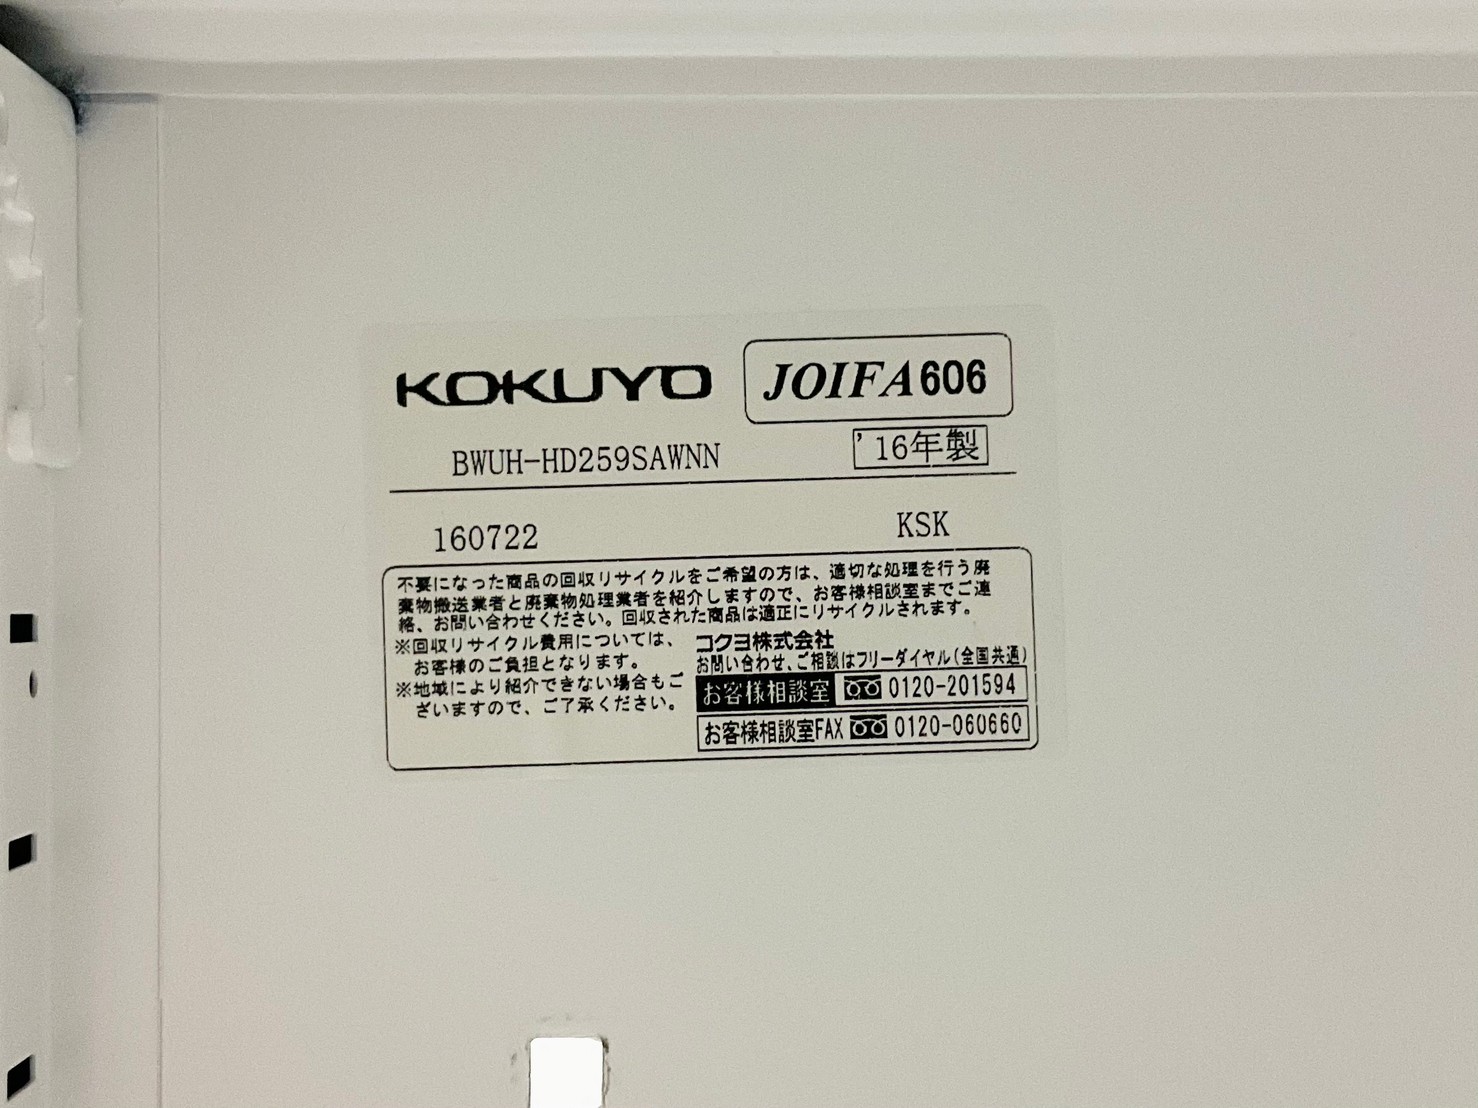 KOKUYO JOIFA606
BWUH-HD259SAWNN '16年製
160722 KSK
不要になった商品の回収リサイクルをご希望の方は、適切な処理を行う廃
棄物搬送業者と廃棄物処理業者を紹介しますので、お客様相談室までご連
絡、お問い合わせください。回収された商品は適正にリサイクルされます。
※回収リサイクル費用については、
お客様のご負担となります。
※地域により紹介できない場合もご
ざいますので、ご了承ください。
コクヨ株式会社
お問い合わせ、ご相談はフリーダイヤル(全国共通)
お客様相談室 0120-201594
お客様相談室FAX 0120-060660